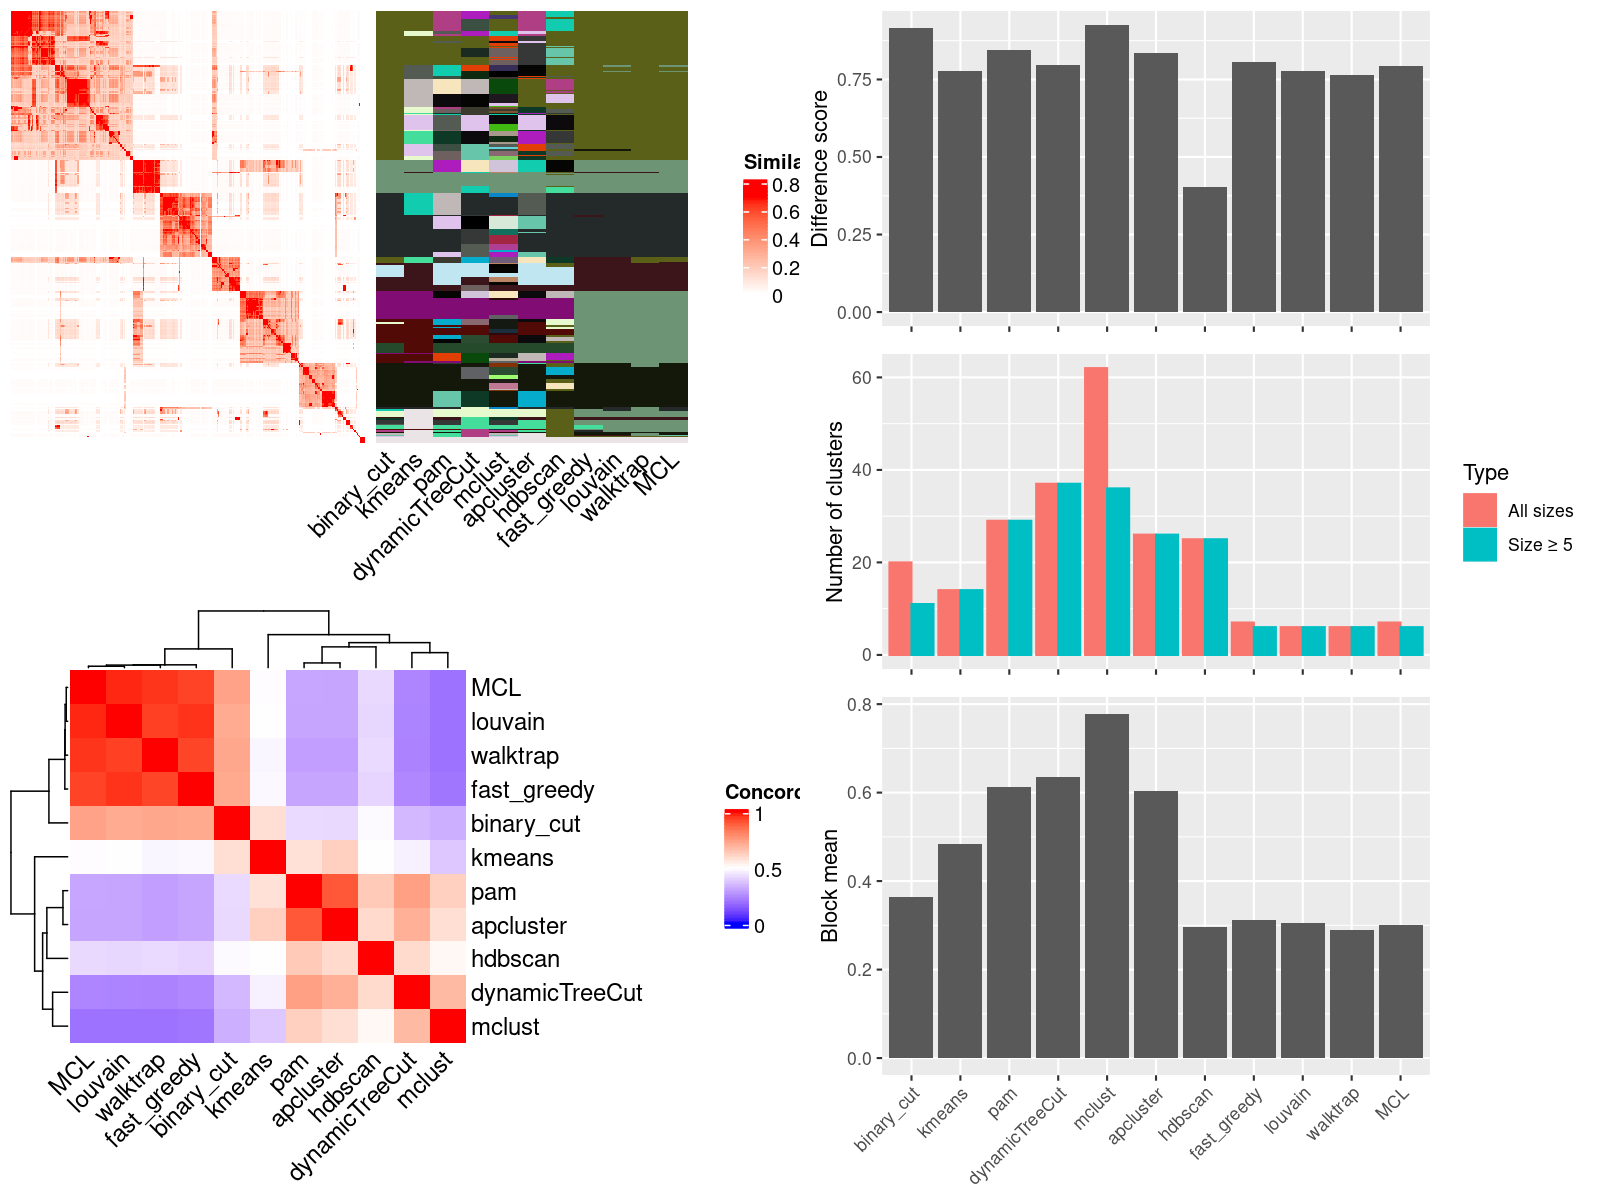 Simila
0.8
0.6
0.4
0.2
0
binary_cut
kmeans
pam
dynamicTreeCut
mclust
apcluster
hdbscan
fast_greedy
louvain
walktrap
MCL
Difference score
0.75
0.50
0.25
0.00
Number of clusters
60
40
20
0
Type
All sizes
Size ≥ 5
MCL
louvain
walktrap
fast_greedy
binary_cut
kmeans
pam
apcluster
hdbscan
dynamicTreeCut
mclust
MCL
louvain
walktrap
fast_greedy
binary_cut
kmeans
pam
apcluster
hdbscan
dynamicTreeCut
mclust
Concord
1
0.5
0
Block mean
0.8
0.6
0.4
0.2
0.0
binary_cut
kmeans
pam
dynamicTreeCut
mclust
apcluster
hdbscan
fast_greedy
louvain
walktrap
MCL